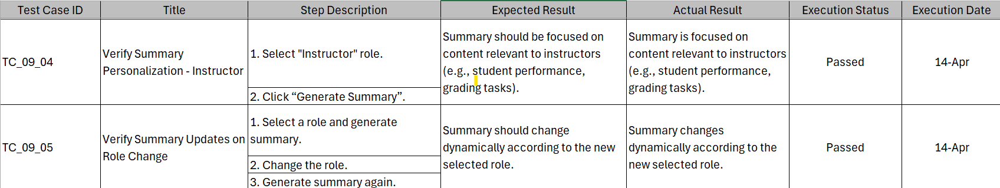 Test Case ID Title Step Description Expected Result Actual Result Execution Status Execution Date
TC_09_04
Verify Summary
Personalization - Instructor
1. Select "Instructor" role.
2. Click “Generate Summary”.
Summary should be focused on
content relevant to instructors
(e.g., student performance,
grading tasks).
Summary is focused on
content relevant to instructors
(e.g., student performance,
grading tasks).
Passed
14-Apr
TC_09_05
Verify Summary Updates on
Role Change
1. Select a role and generate
summary.
2. Change the role.
3. Generate summary again.
Summary should change
dynamically according to the new
selected role.
Summary changes
dynamically according to the
new selected role.
Passed
14-Apr